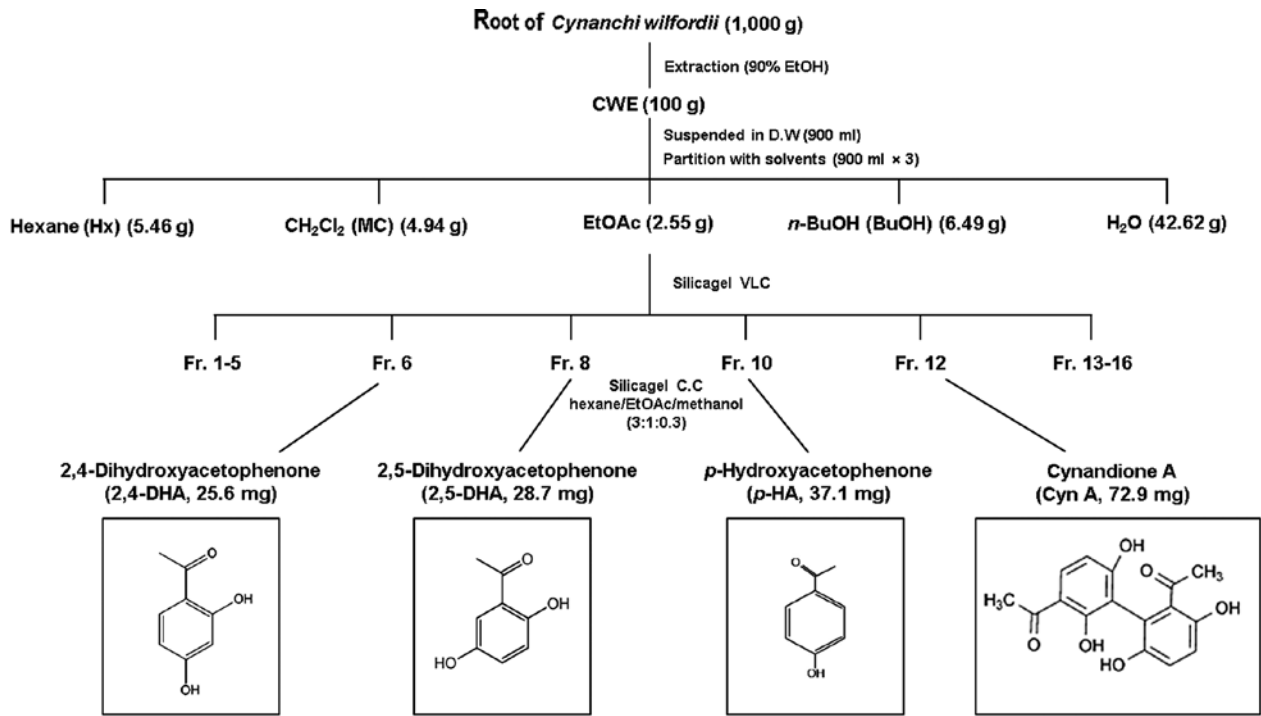 Root of Cynanchi wilfordii (1,000 g)
Extraction (90% EtOH)
CWE (100 g)
Suspended in D.W (900 ml)
Partition with solvents (900 ml × 3)
Hexane (Hx) (5.46 g)
CH₂Cl₂ (MC) (4.94 g)
EtOAc (2.55 g)
n-BuOH (BuOH) (6.49 g)
H₂O (42.62 g)
Silicagel VLC
Fr. 1-5
Fr. 6
Fr. 8
Fr. 10
Fr. 12
Fr. 13-16
Silicagel C.C
hexane/EtOAc/methanol
(3:1:0.3)
2,4-Dihydroxyacetophenone
(2,4-DHA, 25.6 mg)
2,5-Dihydroxyacetophenone
(2,5-DHA, 28.7 mg)
p-Hydroxyacetophenone
(p-HA, 37.1 mg)
Cynandione A
(Cyn A, 72.9 mg)
O
OH
OH
O
OH
HO
O
OH
OH
O
CH₃
H₃C
OH
O
OH
HO